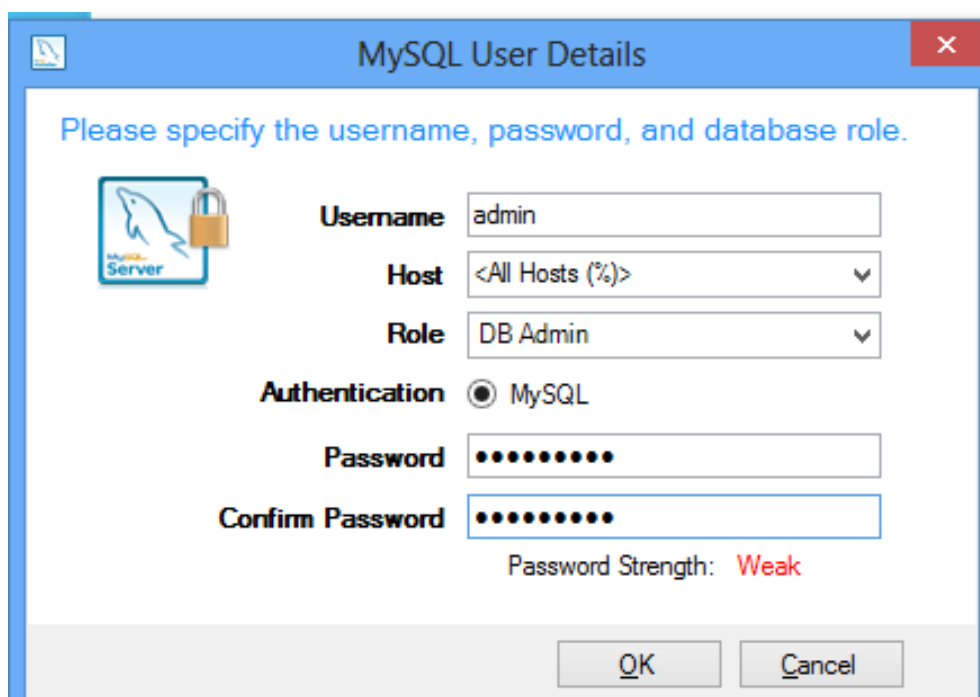 MySQL User Details
Please specify the username, password, and database role.
MySQL
Server
Username admin
Host <All Hosts (%)>
Role DB Admin
Authentication MySQL
Password ●●●●●●●●●
Confirm Password ●●●●●●●●●
Password Strength: Weak
OK Cancel